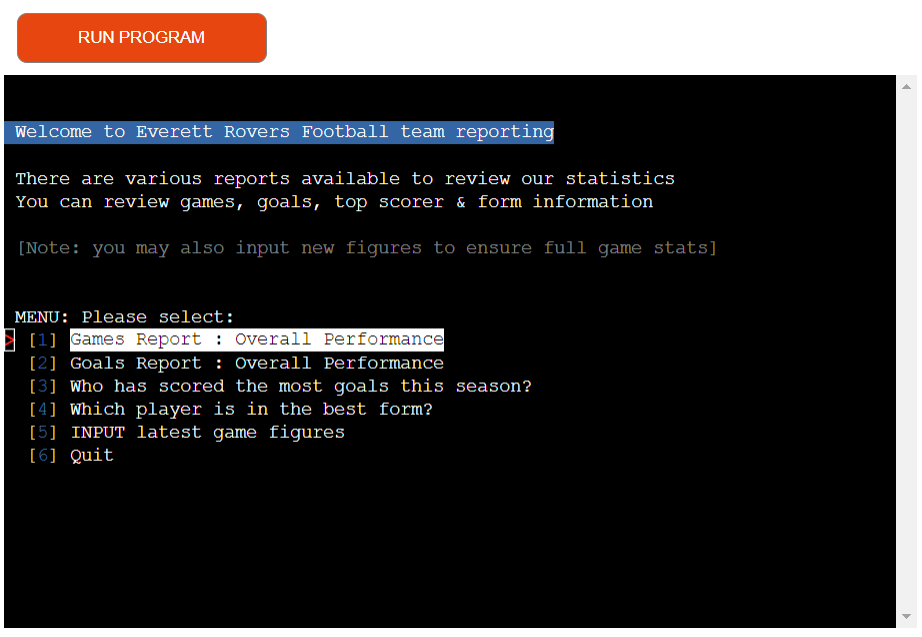 RUN PROGRAM
Welcome to Everett Rovers Football team reporting
There are various reports available to review our statistics
You can review games, goals, top scorer & form information
[Note: you may also input new figures to ensure full game stats]
MENU: Please select:
> [1] Games Report : Overall Performance
[2] Goals Report : Overall Performance
[3] Who has scored the most goals this season?
[4] Which player is in the best form?
[5] INPUT latest game figures
[6] Quit